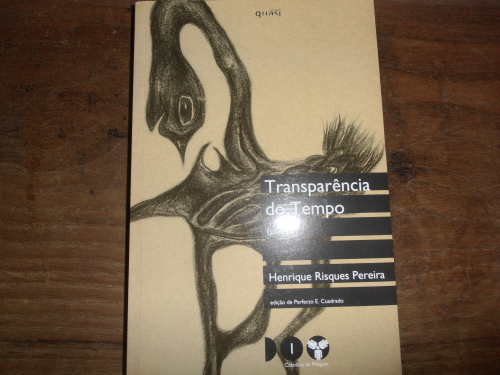 quasi
Transparência
do Tempo
Henrique Risques Pereira
edição de Perfecto E. Cuadrado